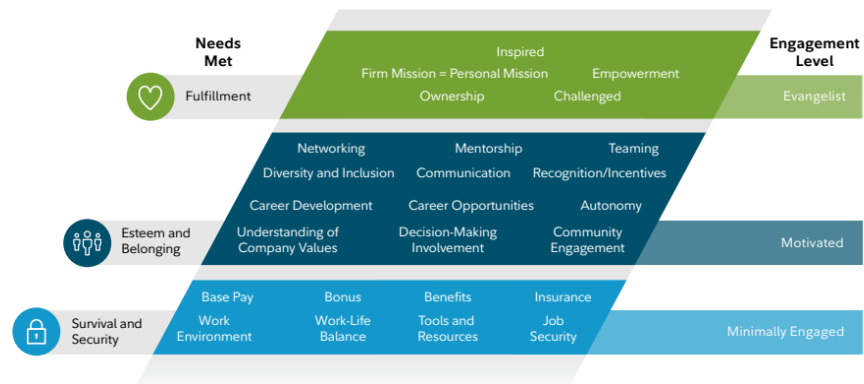 Needs
Met
Engagement
Level
Inspired
Firm Mission = Personal Mission Empowerment
Fulfillment Ownership Challenged Evangelist
Networking Mentorship Teaming
Diversity and Inclusion Communication Recognition/Incentives
Career Development Career Opportunities Autonomy
Esteem and
Belonging
Understanding of
Company Values
Decision-Making
Involvement
Community
Engagement
Motivated
Base Pay Bonus Benefits Insurance
Survival and
Security
Work
Environment
Work-Life
Balance
Tools and
Resources
Job
Security
Minimally Engaged